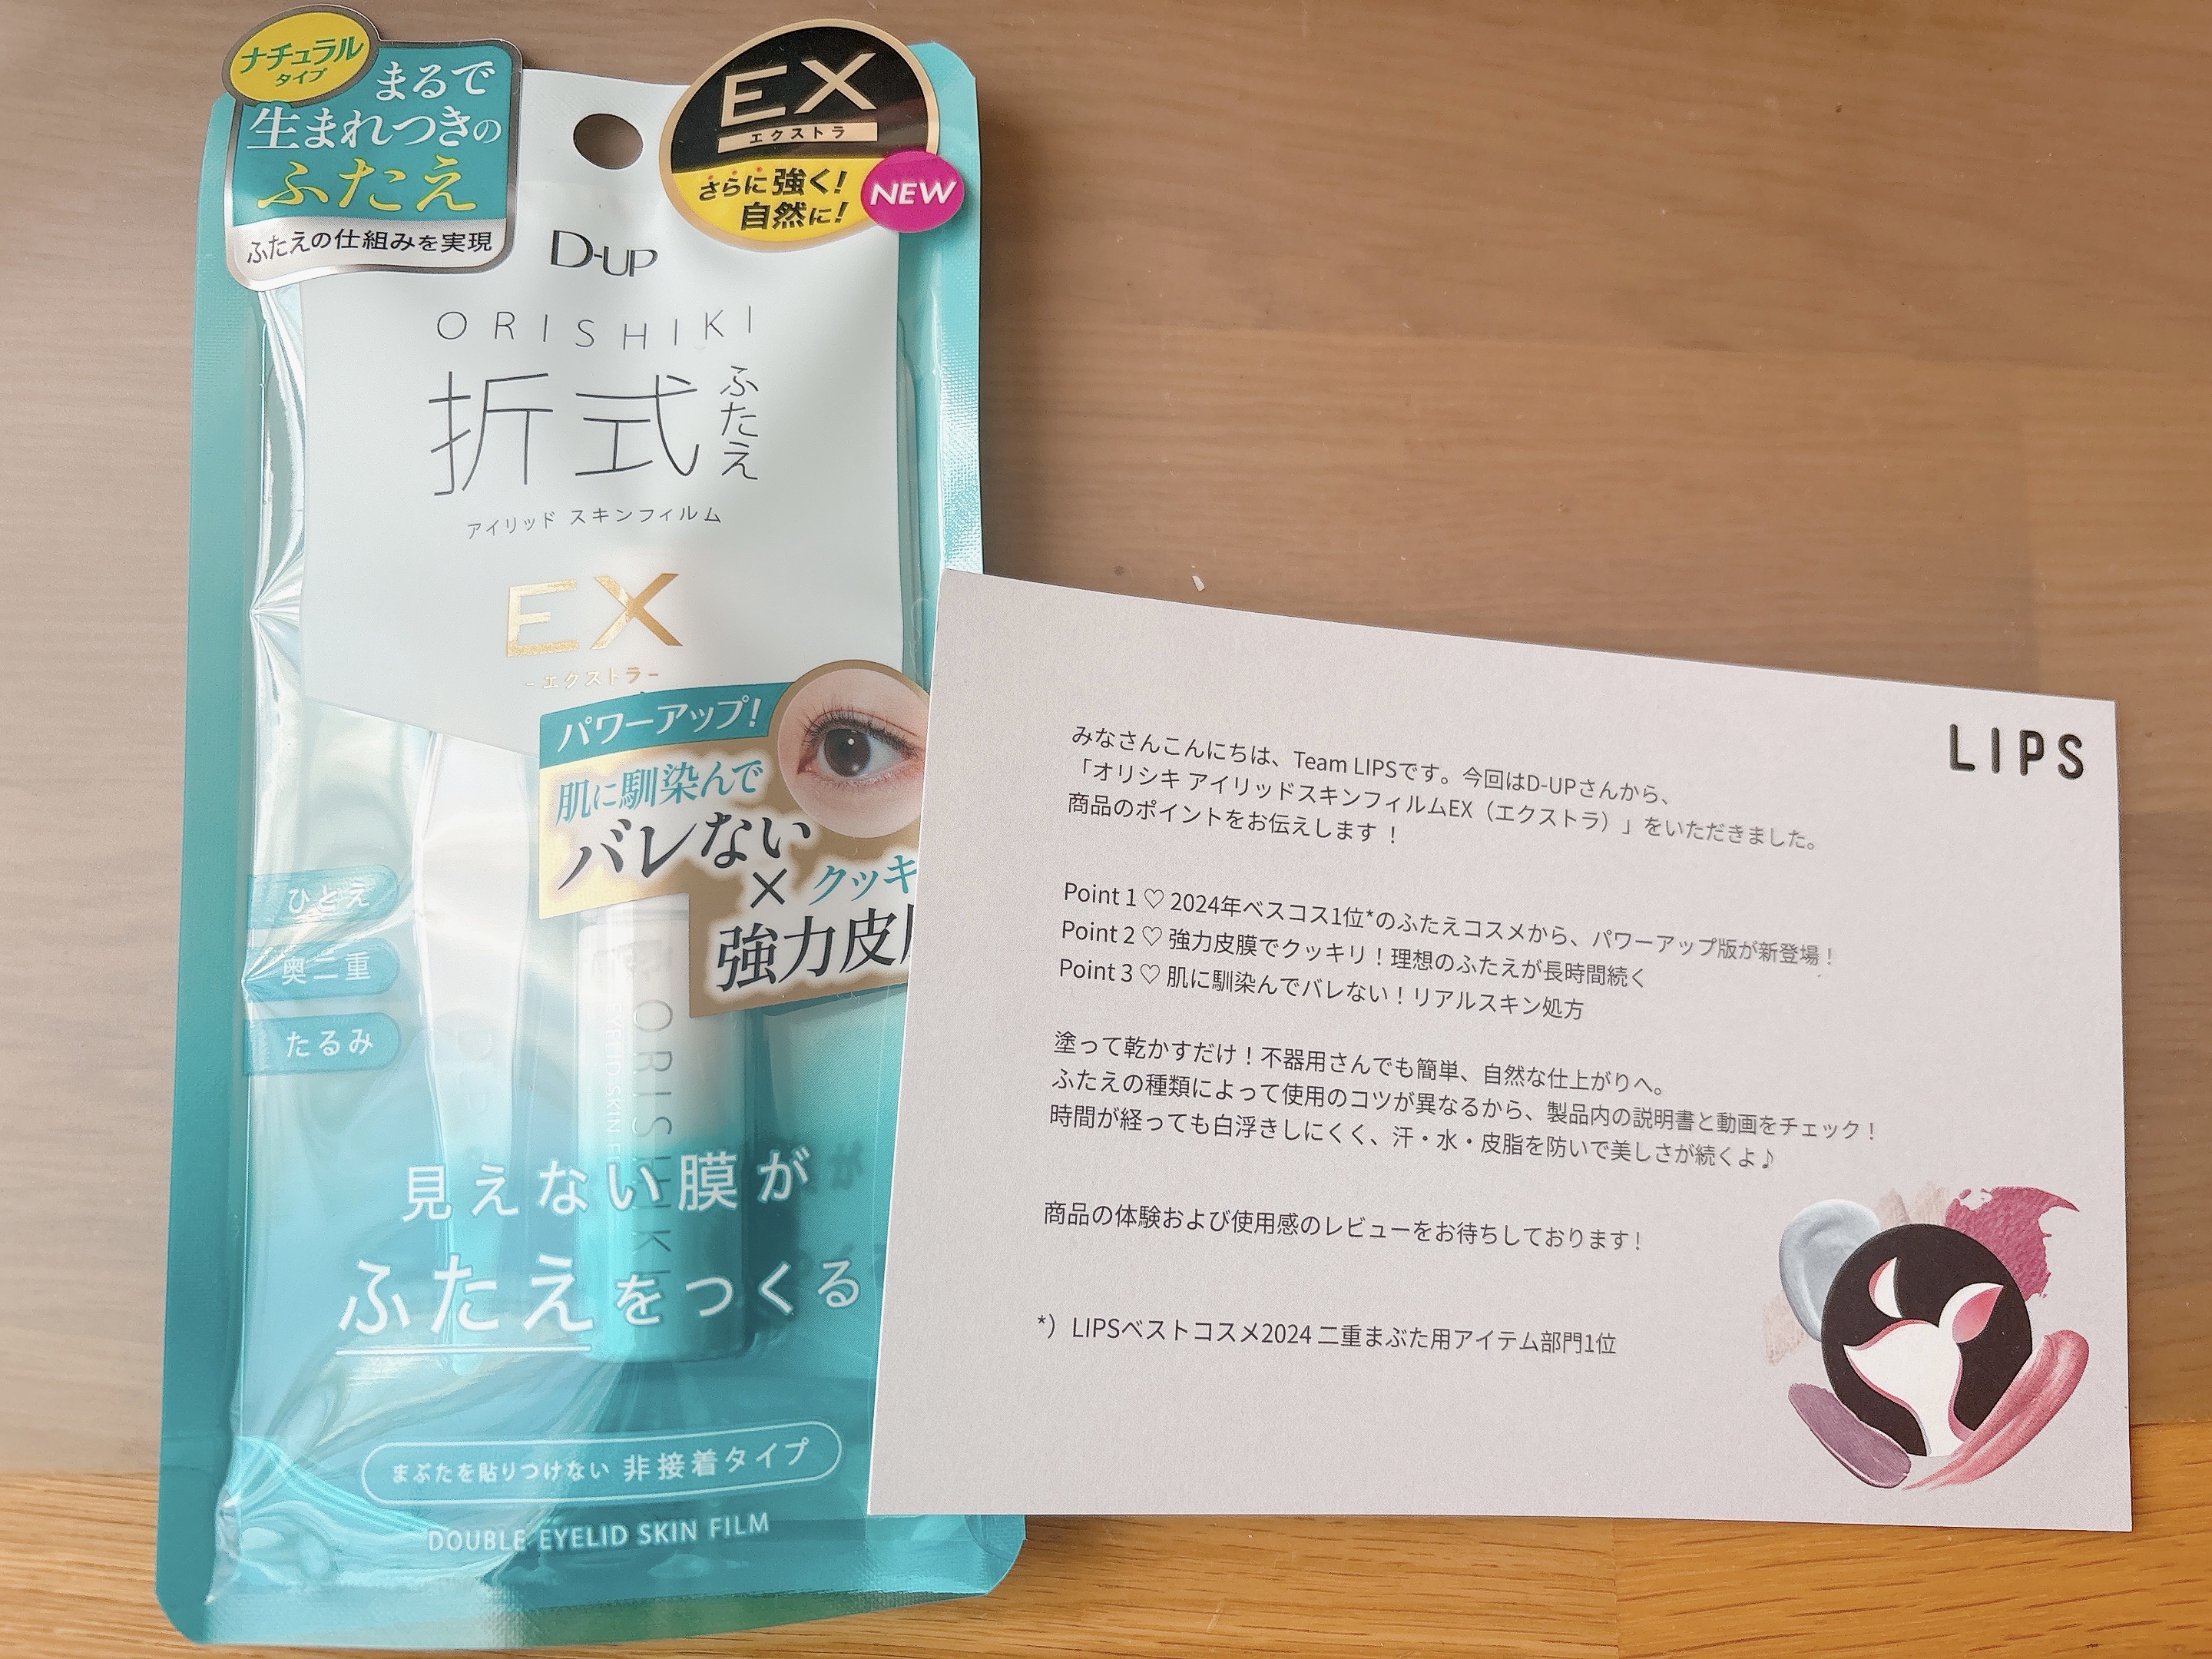 ナチュラル
タイプ
まるで
生まれつきの
ふたえ
ふたえの仕組みを実現
EX
エクストラ
さらに強く!
自然に!
NEW
D-UP
ORISHIKI
折式
ふたえ
アイリッド スキンフィルム
EX
-エクストラ-
パワーアップ!
肌に馴染んで
バレない
×
クッキ
強力皮
ひとえ
奥二重
たるみ
ORISHIKI
EYELID SKIN
見えない膜が
ふたえをつくる
まぶたを貼りつけない 非接着タイプ
DOUBLE EYELID SKIN FILM
LIPS
みなさんこんにちは、Team LIPSです。今回はD-UPさんから、
「オリシキ アイリッドスキンフィルムEX（エクストラ）」をいただきました。
商品のポイントをお伝えします！
Point 1 ♡ 2024年ベスコス1位*のふたえコスメから、パワーアップ版が新登場！
Point 2 ♡ 強力皮膜でクッキリ！理想のふたえが長時間続く
Point 3 ♡ 肌に馴染んでバレない！リアルスキン処方
塗って乾かすだけ！不器用さんでも簡単、自然な仕上がりへ。
ふたえの種類によって使用のコツが異なるから、製品内の説明書と動画をチェック！
時間が経っても白浮きしにくく、汗・水・皮脂を防いで美しさが続くよ♪
商品の体験および使用感のレビューをお待ちしております！
*）LIPSベストコスメ2024 二重まぶた用アイテム部門1位